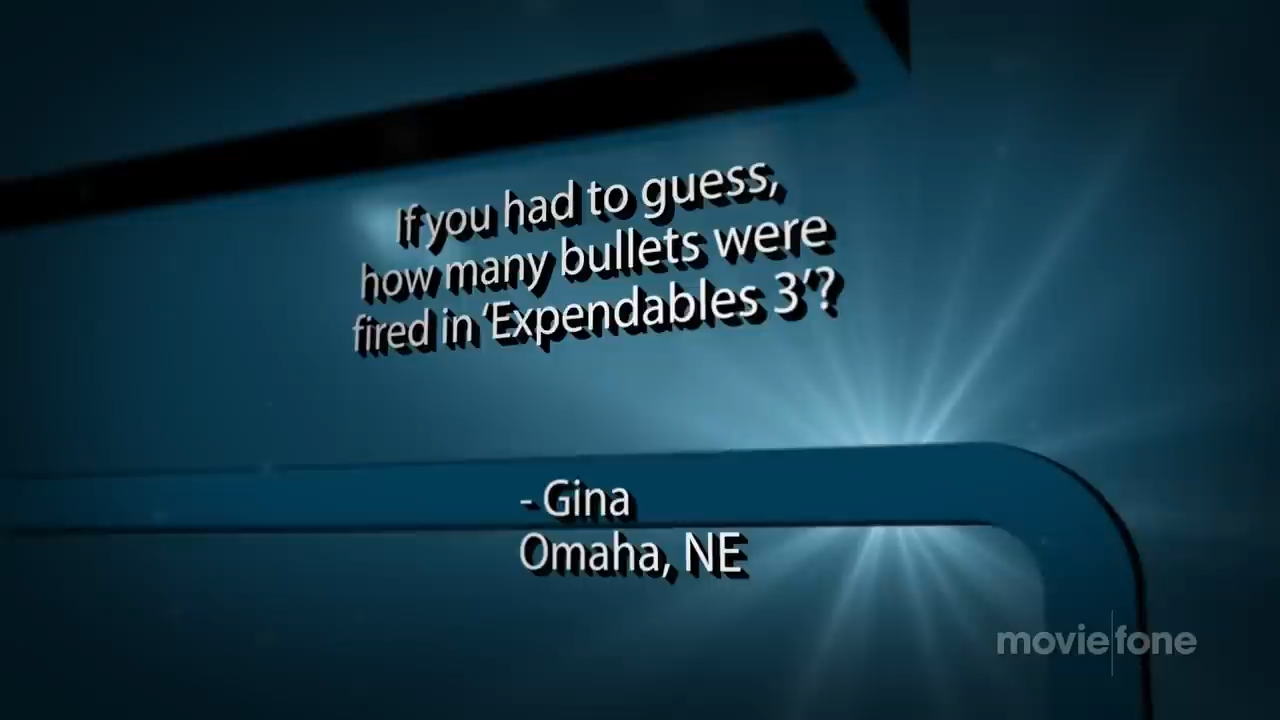 If you had to guess,
how many bullets were
fired in ‘Expendables 3’?
- Gina
Omaha, NE
moviefone